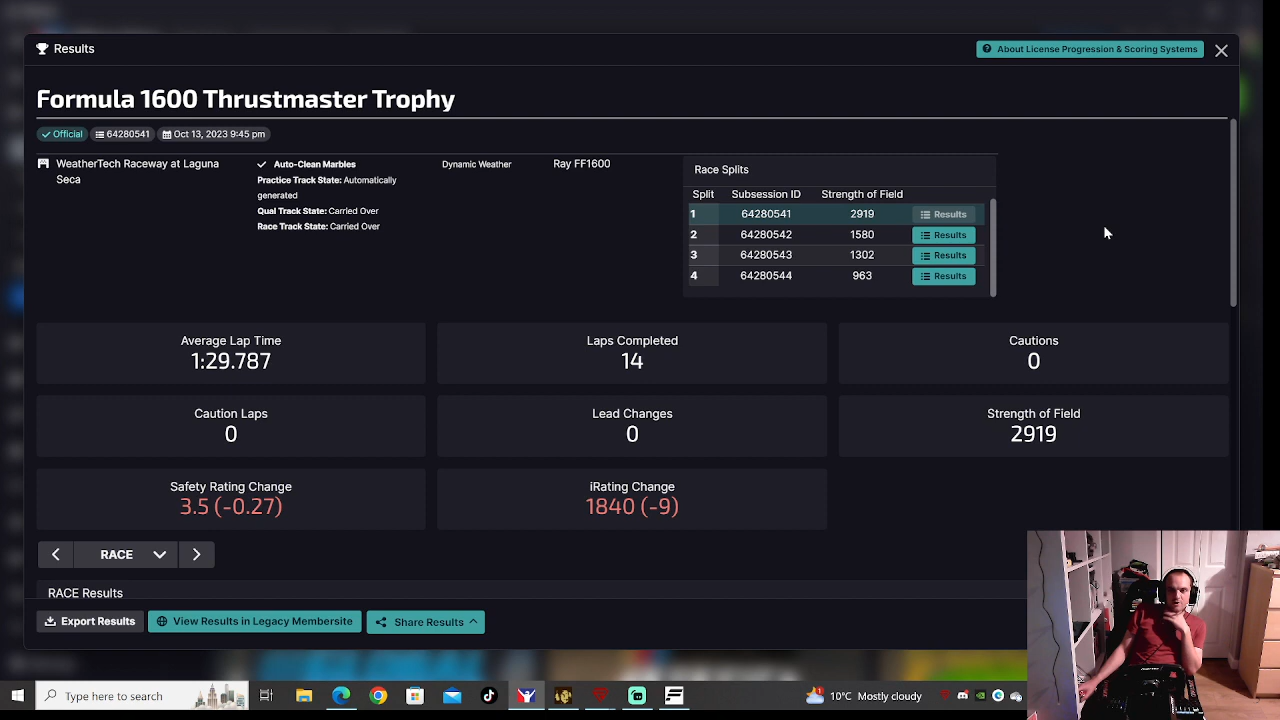 Results
About License Progression & Scoring Systems
Formula 1600 Thrustmaster Trophy
Official
64280541
Oct 13, 2023 9:45 pm
WeatherTech Raceway at Laguna
Seca
Auto-Clean Marbles
Practice Track State: Automatically
generated
Qual Track State: Carried Over
Race Track State: Carried Over
Dynamic Weather
Ray FF1600
Race Splits
Split Subsession ID Strength of Field
1 64280541 2919 Results
2 64280542 1580 Results
3 64280543 1302 Results
4 64280544 963 Results
Average Lap Time
1:29.787
Laps Completed
14
Cautions
0
Caution Laps
0
Lead Changes
0
Strength of Field
2919
Safety Rating Change
3.5 (-0.27)
iRating Change
1840 (-9)
RACE
RACE Results
Export Results
View Results in Legacy Membersite
Share Results
Type here to search
10°C Mostly cloudy